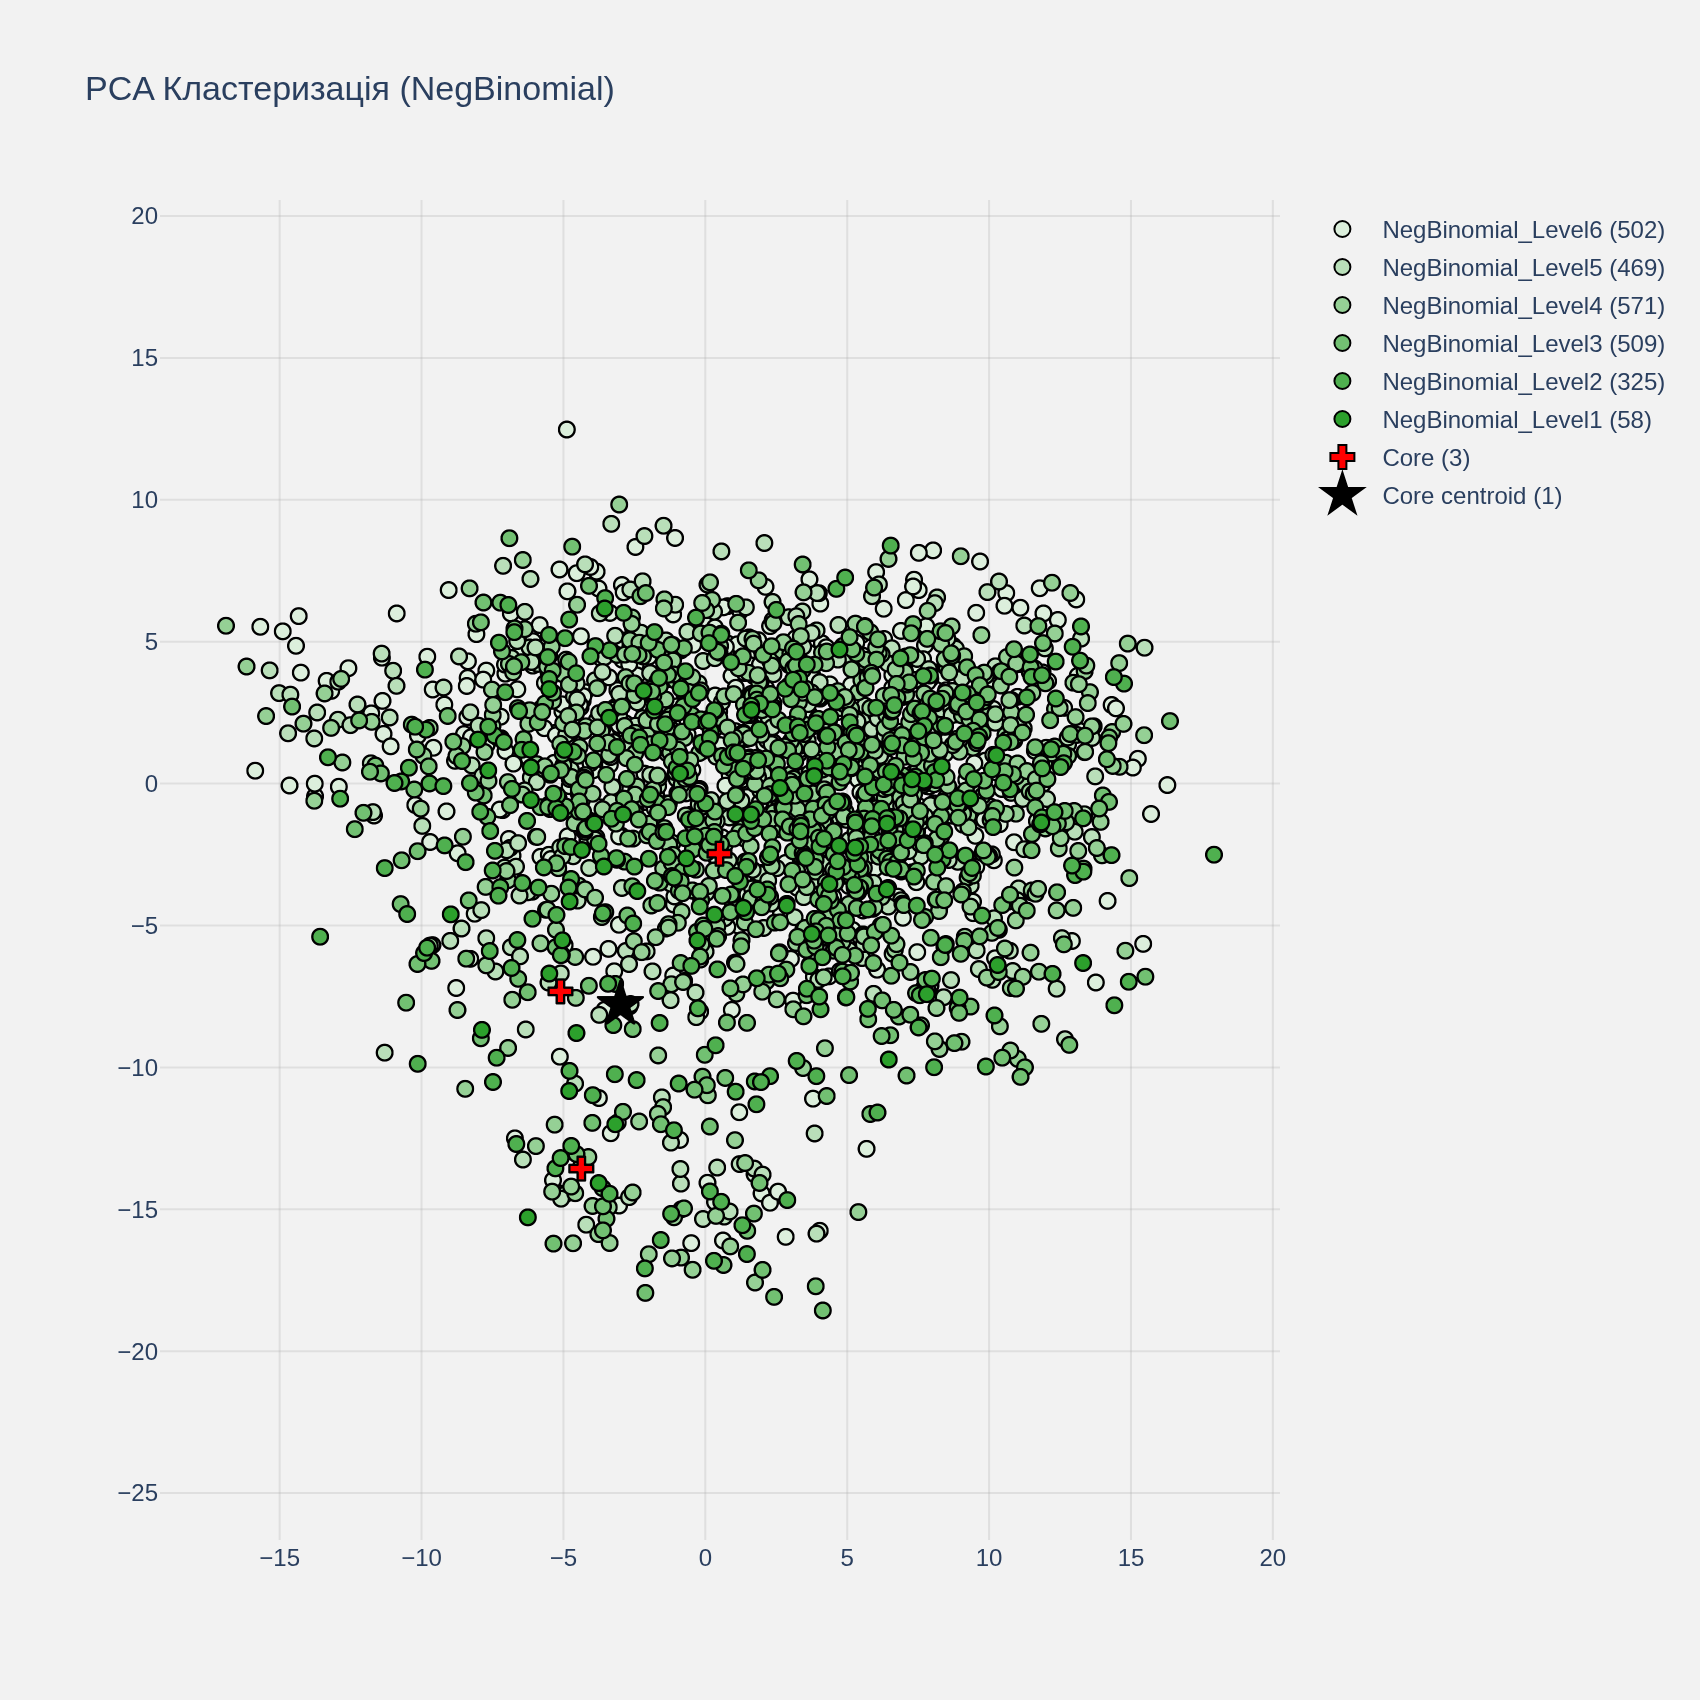 PCA Кластеризація (NegBinomial)
20
15
10
5
0
−5
−10
−15
−20
−25
−15
−10
−5
0
5
10
15
20
NegBinomial_Level6 (502)
NegBinomial_Level5 (469)
NegBinomial_Level4 (571)
NegBinomial_Level3 (509)
NegBinomial_Level2 (325)
NegBinomial_Level1 (58)
Core (3)
Core centroid (1)